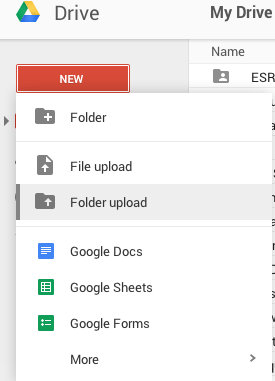 Drive
My Drive
NEW
Name
ESR
Folder
File upload
Folder upload
Google Docs
Google Sheets
Google Forms
More